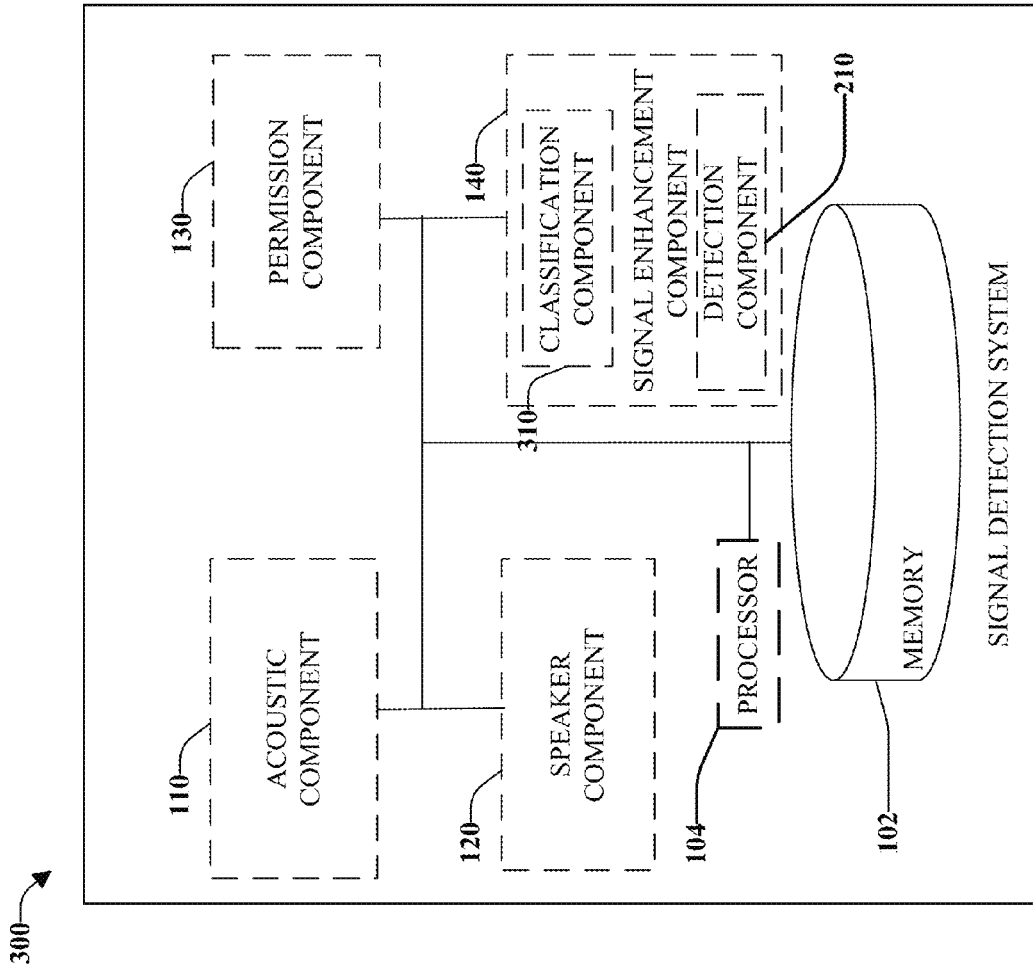 300
110
ACOUSTIC
COMPONENT
130
PERMISSION
COMPONENT
120
SPEAKER
COMPONENT
140
CLASSIFICATION
COMPONENT
310
SIGNAL ENHANCEMENT
COMPONENT
DETECTION
COMPONENT
210
104
PROCESSOR
MEMORY
102
SIGNAL DETECTION SYSTEM